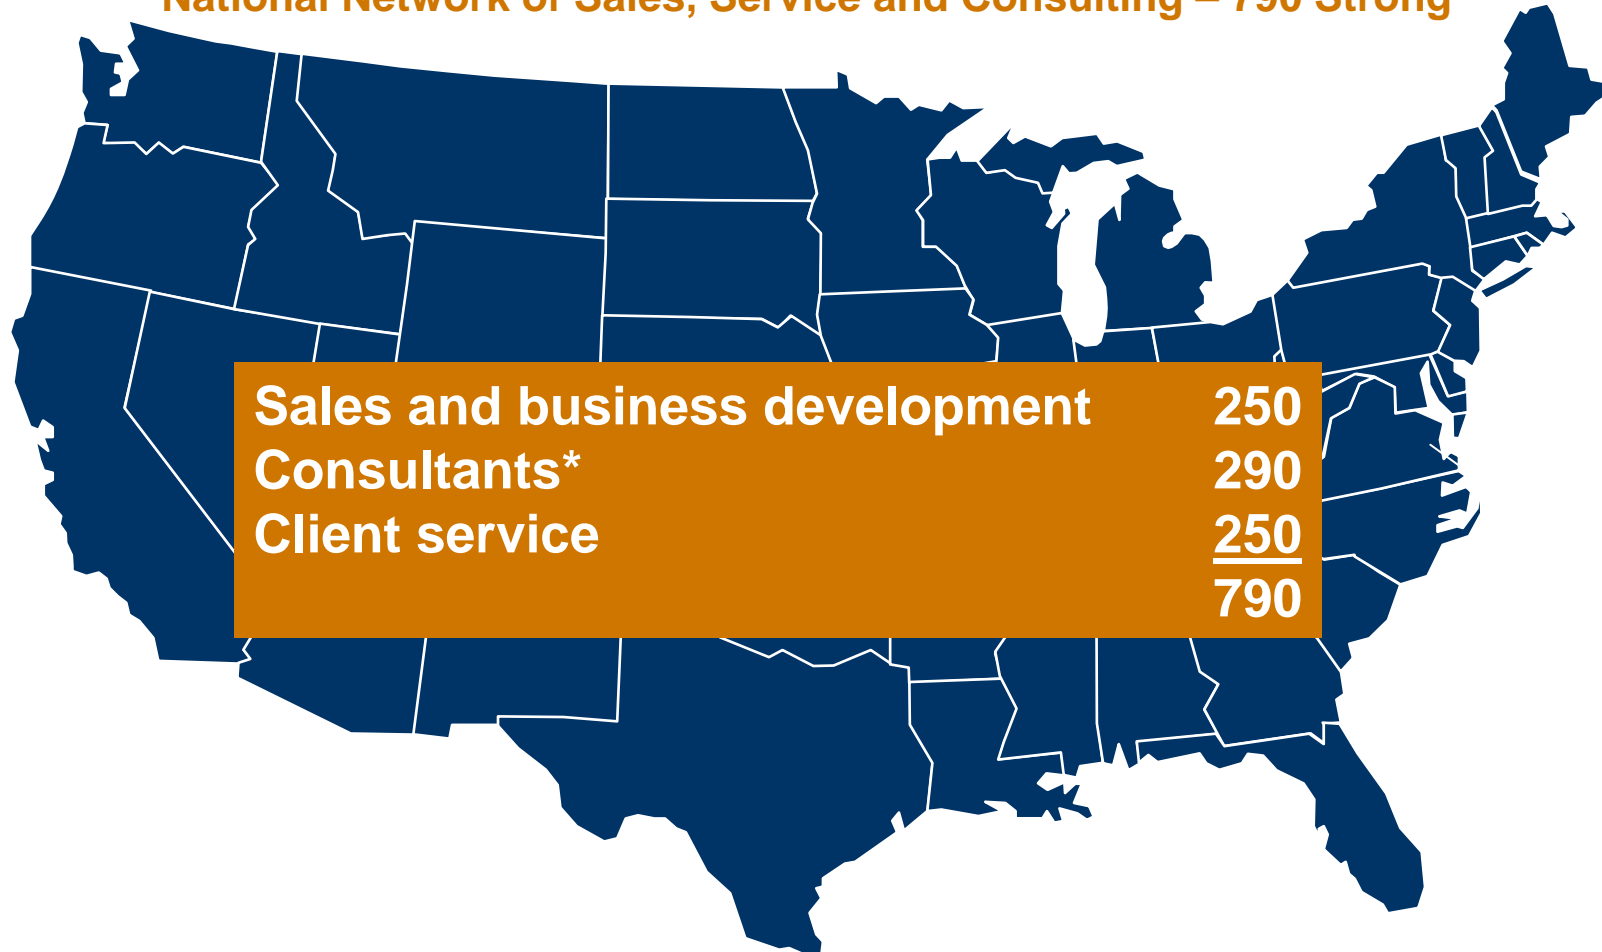 National Network of Sales, Service and Consulting – 790 Strong
Sales and business development 250
Consultants* 290
Client service 250
790